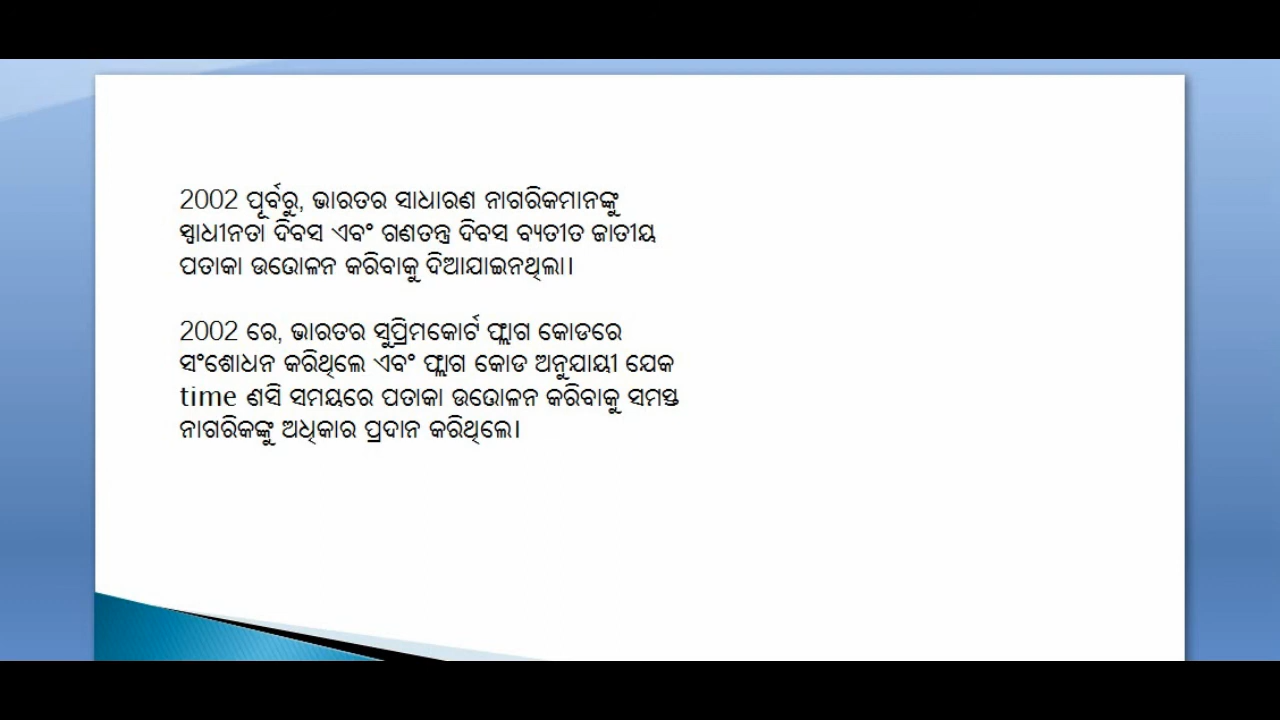 2002 ପୂର୍ବରୁ, ଭାରତର ସାଧାରଣ ନାଗରିକମାନଙ୍କୁ
ସ୍ୱାଧୀନତା ଦିବସ ଏବଂ ଗଣତନ୍ତ୍ର ଦିବସ ବ୍ୟତୀତ ଜାତୀୟ
ପତାକା ଉତ୍ତୋଳନ କରିବାକୁ ଦିଆଯାଇନଥିଲା।
2002 ରେ, ଭାରତର ସୁପ୍ରିମକୋର୍ଟ ଫ୍ଲାଗ କୋଡରେ
ସଂଶୋଧନ କରିଥିଲେ ଏବଂ ଫ୍ଲାଗ କୋଡ ଅନୁଯାୟୀ ଯେକ
time ଣସି ସମୟରେ ପତାକା ଉତ୍ତୋଳନ କରିବାକୁ ସମସ୍ତ
ନାଗରିକଙ୍କୁ ଅଧିକାର ପ୍ରଦାନ କରିଥିଲେ।